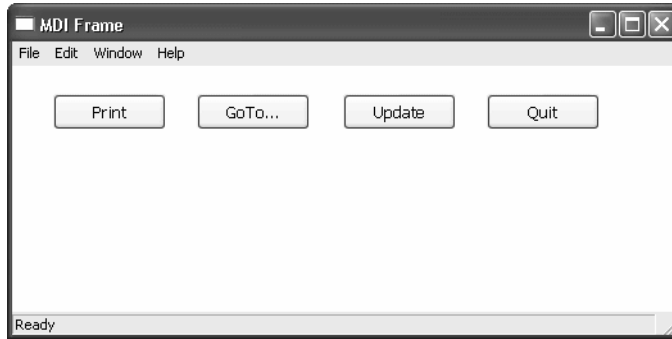 MDI Frame
File Edit Window Help
Print GoTo... Update Quit
Ready